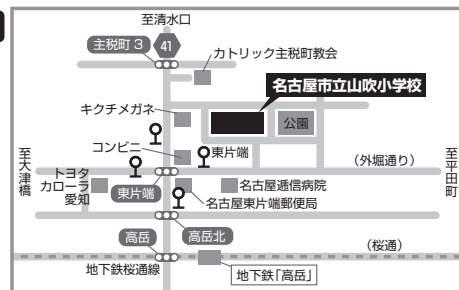 至清水口
主税町 3
41
カトリック主税町教会
名古屋市立山吹小学校
キクチメガネ
公園
コンビニ
東片端
(外堀通り)
至大津橋
至平田町
トヨタ
カローラ
愛知
東片端
名古屋逓信病院
名古屋東片端郵便局
高岳
高岳北
(桜通)
地下鉄桜通線
地下鉄「高岳」